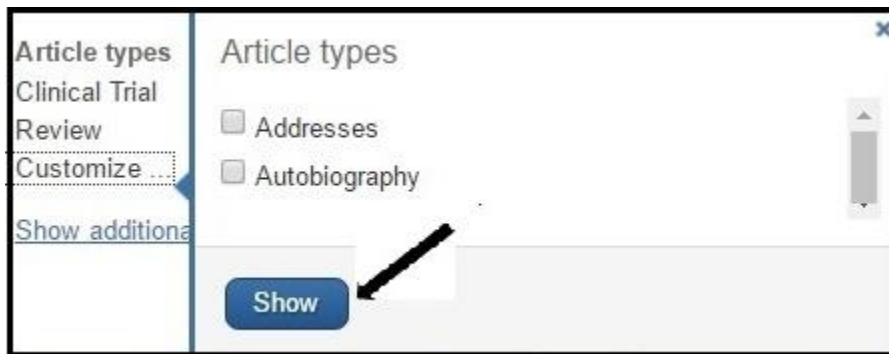 Article types
Clinical Trial
Review
Customize ...
Show additiona
Article types
Addresses
Autobiography
Show